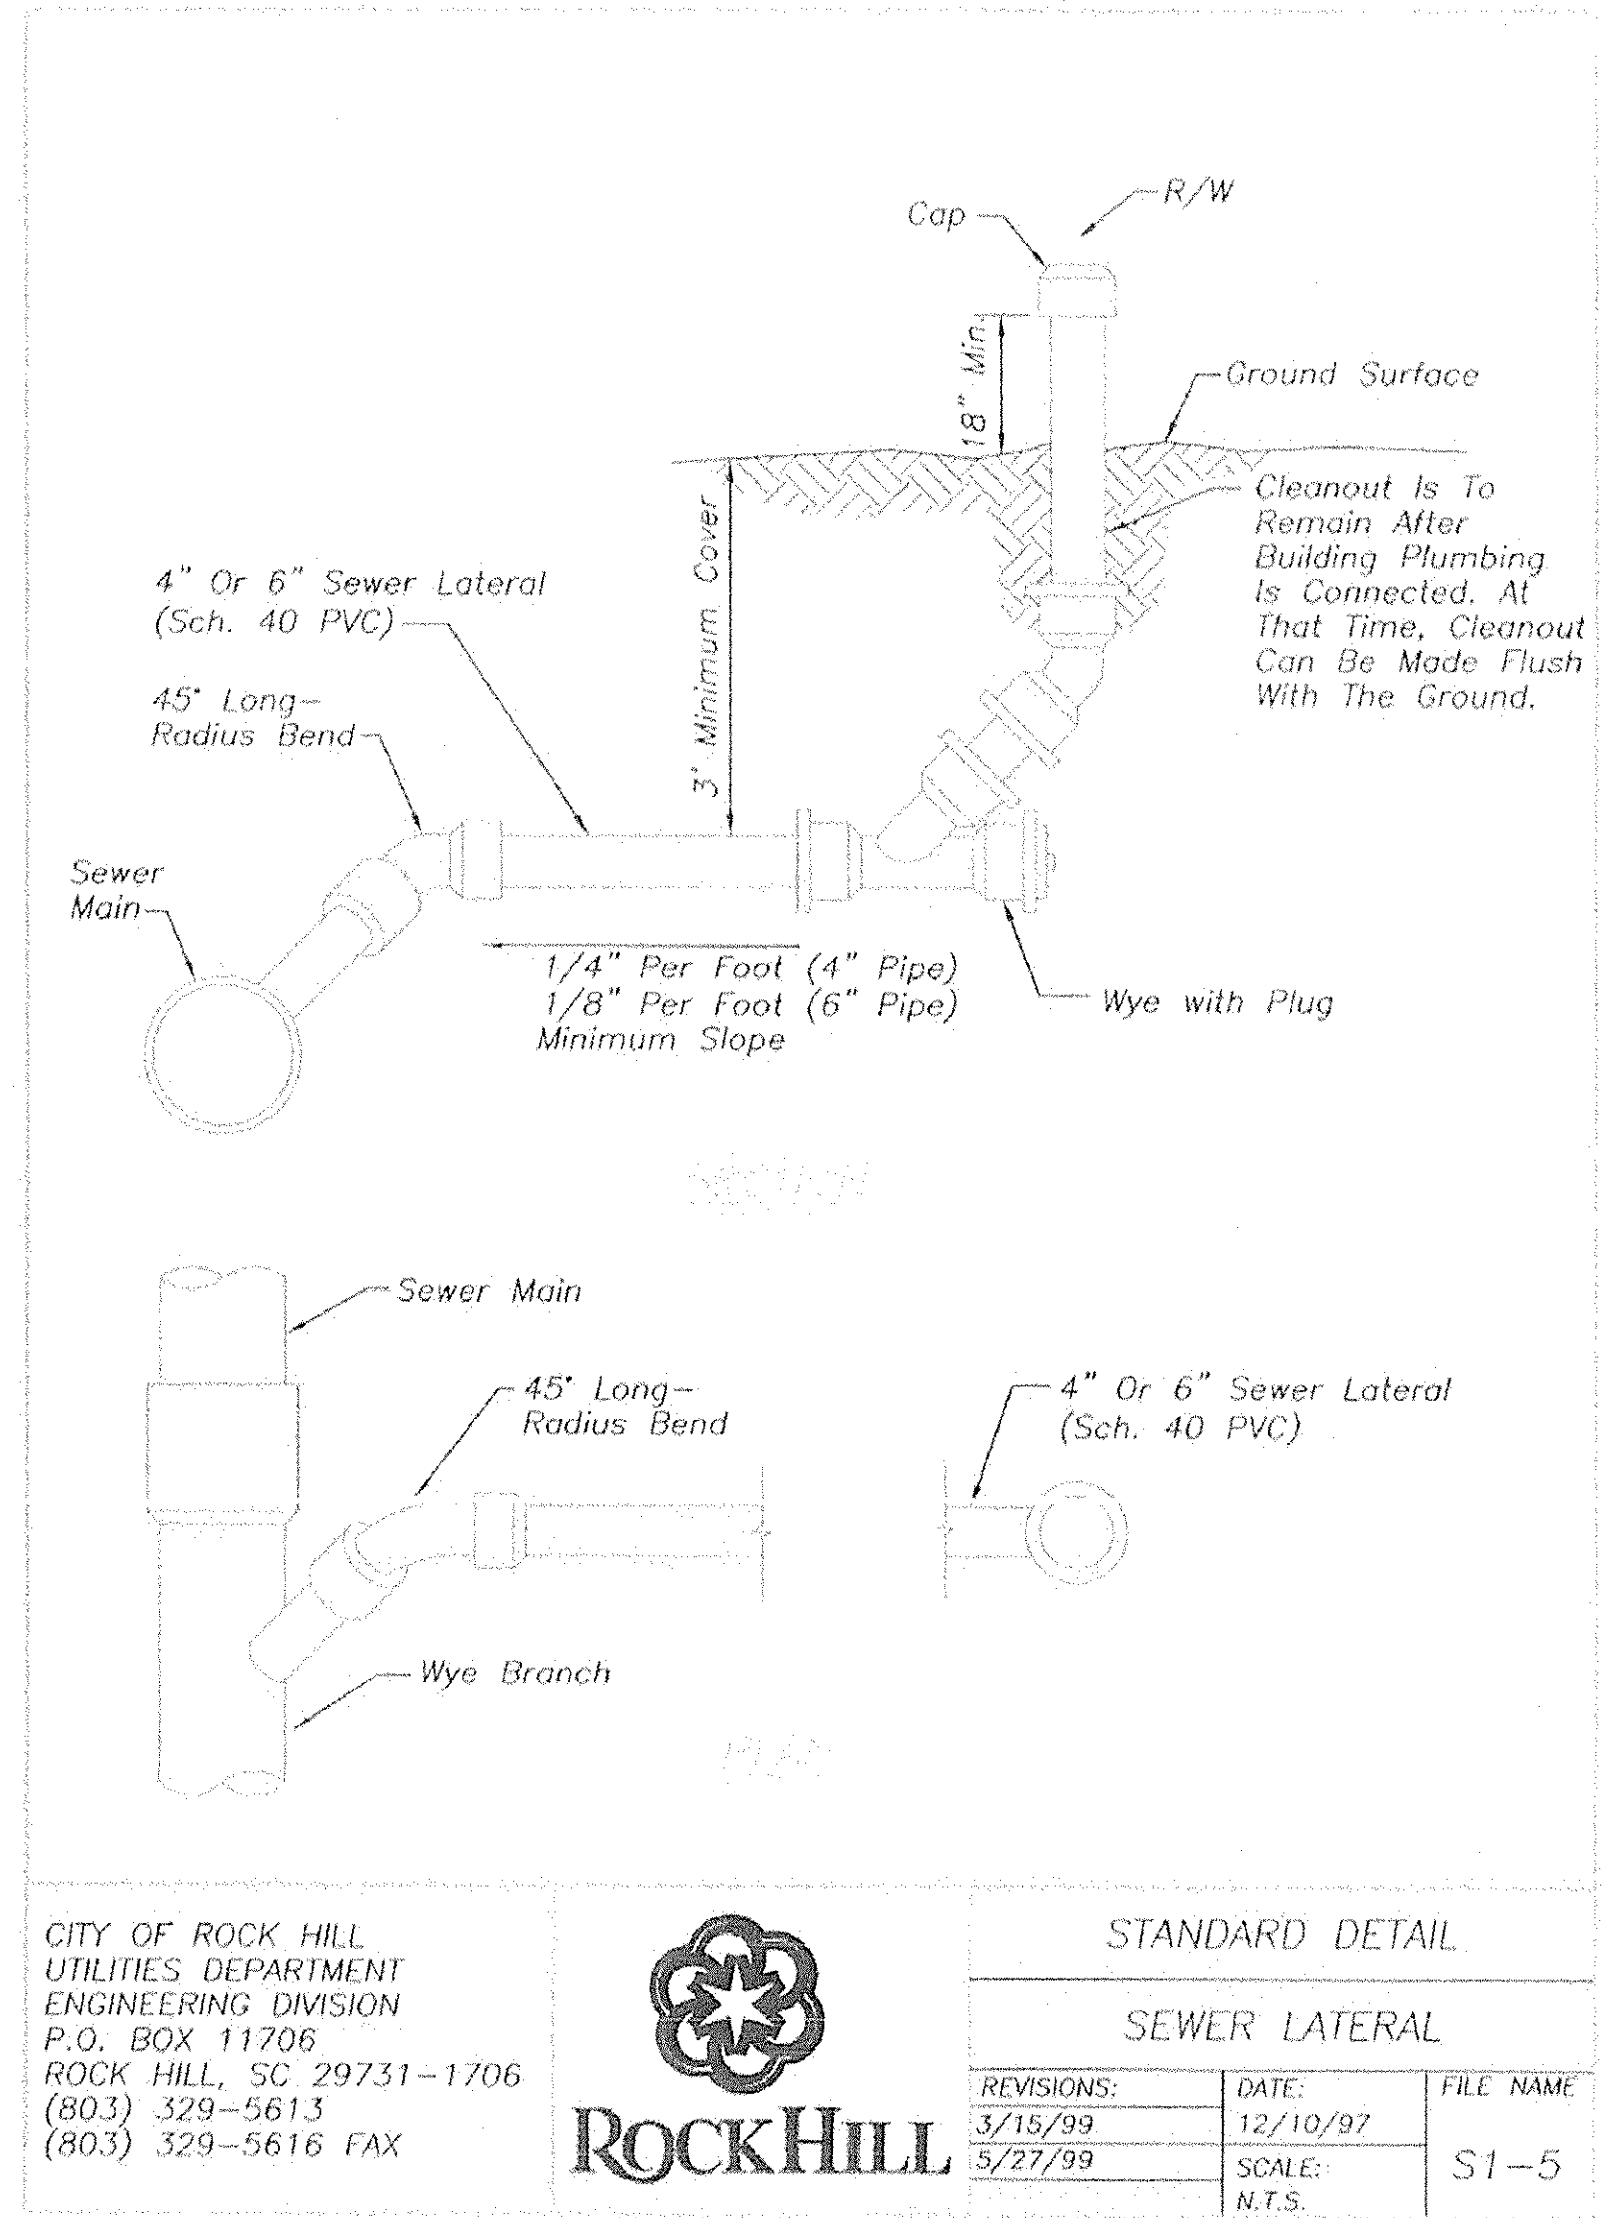 R/W
Cap
18" Min.
Ground Surface
Cleanout Is To
Remain After
Building Plumbing
Is Connected. At
That Time, Cleanout
Can Be Made Flush
With The Ground.
3' Minimum Cover
4" Or 6" Sewer Lateral
(Sch. 40 PVC)
45° Long-
Radius Bend
Sewer
Main
1/4" Per Foot (4" Pipe)
1/8" Per Foot (6" Pipe)
Minimum Slope
Wye with Plug
SECTION
Sewer Main
45° Long-
Radius Bend
4" Or 6" Sewer Lateral
(Sch. 40 PVC)
Wye Branch
PLAN
CITY OF ROCK HILL
UTILITIES DEPARTMENT
ENGINEERING DIVISION
P.O. BOX 11706
ROCK HILL, SC 29731-1706
(803) 329-5613
(803) 329-5616 FAX
ROCK HILL
STANDARD DETAIL
SEWER LATERAL
REVISIONS:
3/15/99
5/27/99
DATE:
12/10/97
SCALE:
N.T.S.
FILE NAME
S1-5